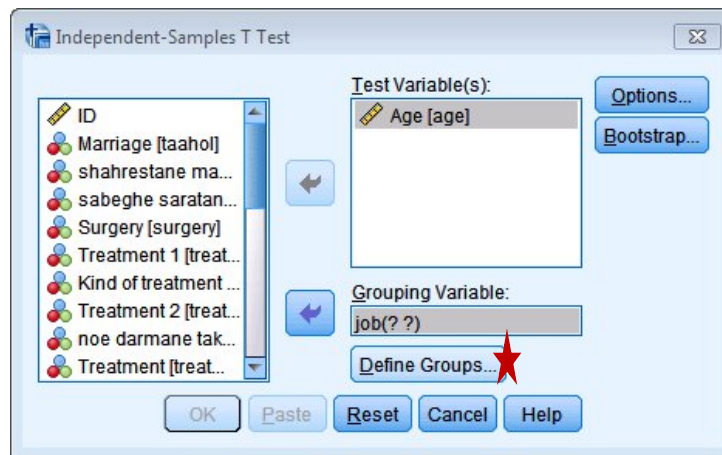 Independent-Samples T Test
ID
Marriage [taahol]
shahrestane ma...
sabeghe saratan...
Surgery [surgery]
Treatment 1 [treat...
Kind of treatment ...
Treatment 2 [treat...
noe darmane tak...
Treatment [treat...
Test Variable(s):
Age [age]
Grouping Variable:
job(? ?)
Define Groups...
Options...
Bootstrap...
OK
Paste
Reset
Cancel
Help